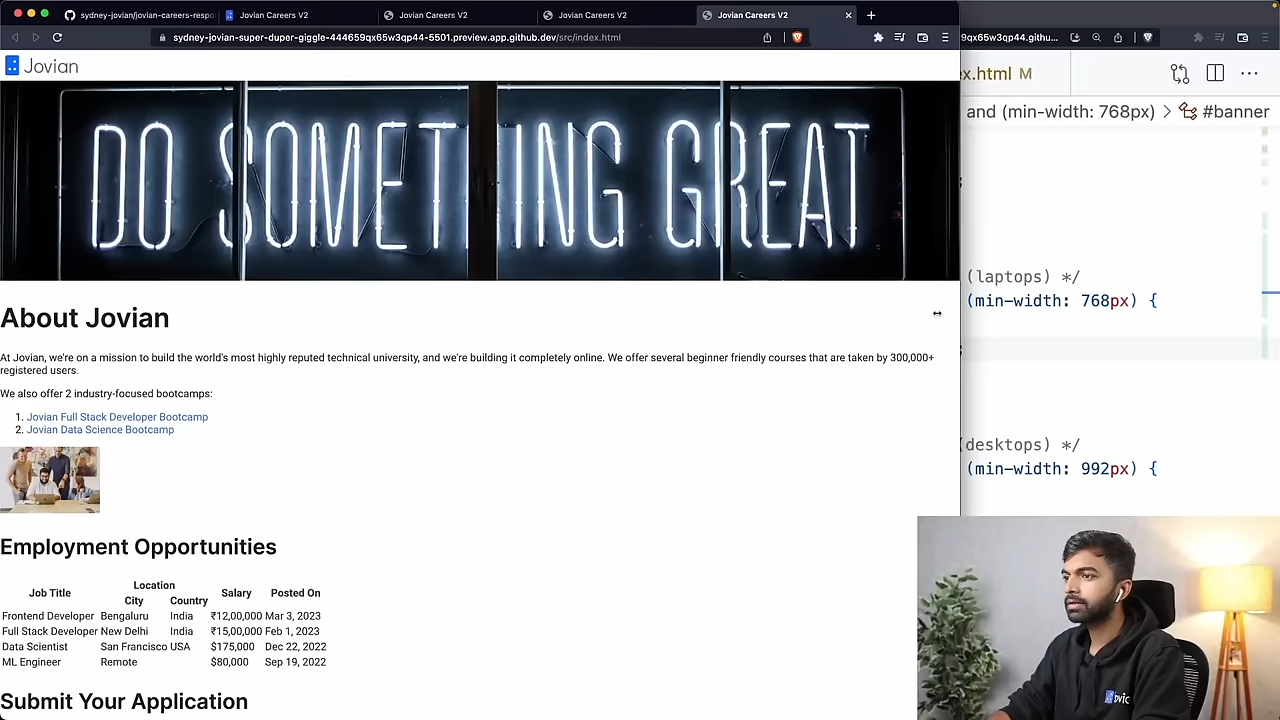 sydney-jovian/jovian-careers-respo
Jovian Careers V2
Jovian Careers V2
Jovian Careers V2
Jovian Careers V2
sydney-jovian-super-duper-giggle-444659qx65w3qp44-5501.preview.app.github.dev/src/index.html
9qx65w3qp44.githu...
Jovian
ex.html M
and (min-width: 768px) > #banner
DO SOMETHING GREAT
(laptops) */
(min-width: 768px) {
About Jovian
At Jovian, we're on a mission to build the world's most highly reputed technical university, and we're building it completely online. We offer several beginner friendly courses that are taken by 300,000+
registered users.
We also offer 2 industry-focused bootcamps:
1. Jovian Full Stack Developer Bootcamp
2. Jovian Data Science Bootcamp
(desktops) */
(min-width: 992px) {
Employment Opportunities
Job Title Location Salary Posted On
City Country
Frontend Developer Bengaluru India ₹12,00,000 Mar 3, 2023
Full Stack Developer New Delhi India ₹15,00,000 Feb 1, 2023
Data Scientist San Francisco USA $175,000 Dec 22, 2022
ML Engineer Remote $80,000 Sep 19, 2022
Submit Your Application